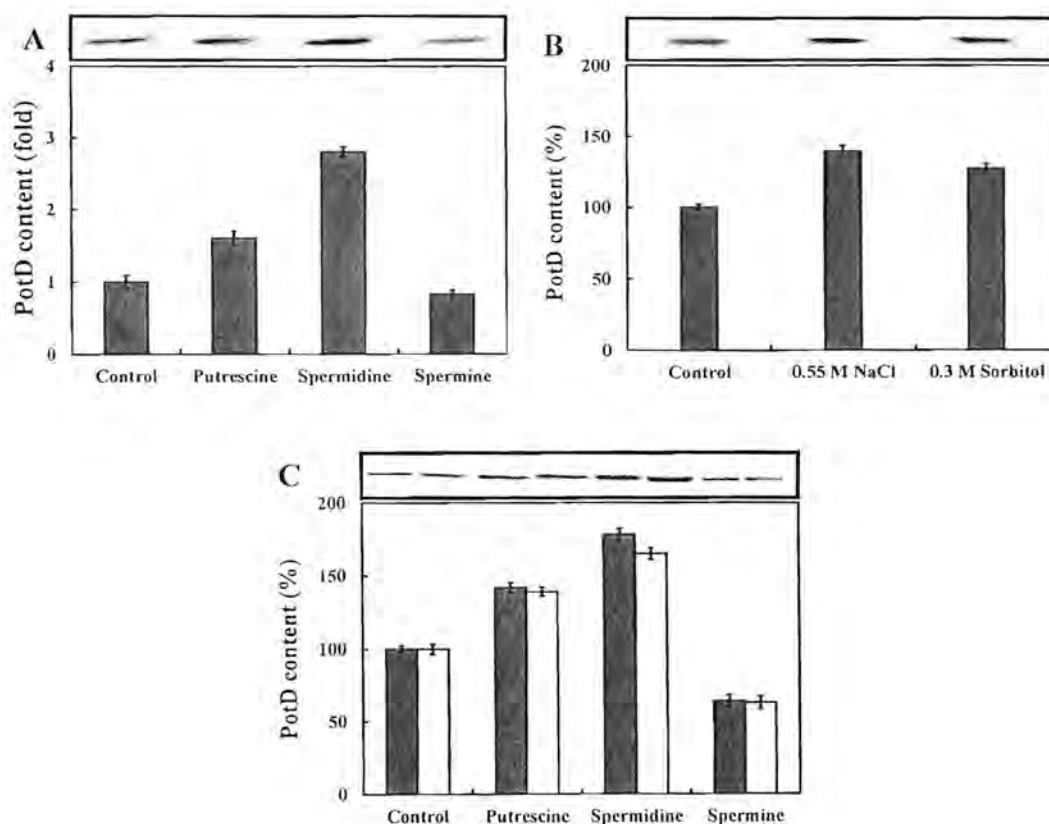 A
PotD content (fold)
4
3
2
1
0
Control Putrescine Spermidine Spermine
B
PotD content (%)
200
150
100
50
0
Control 0.55 M NaCl 0.3 M Sorbitol
C
PotD content (%)
200
150
100
50
0
Control Putrescine Spermidine Spermine